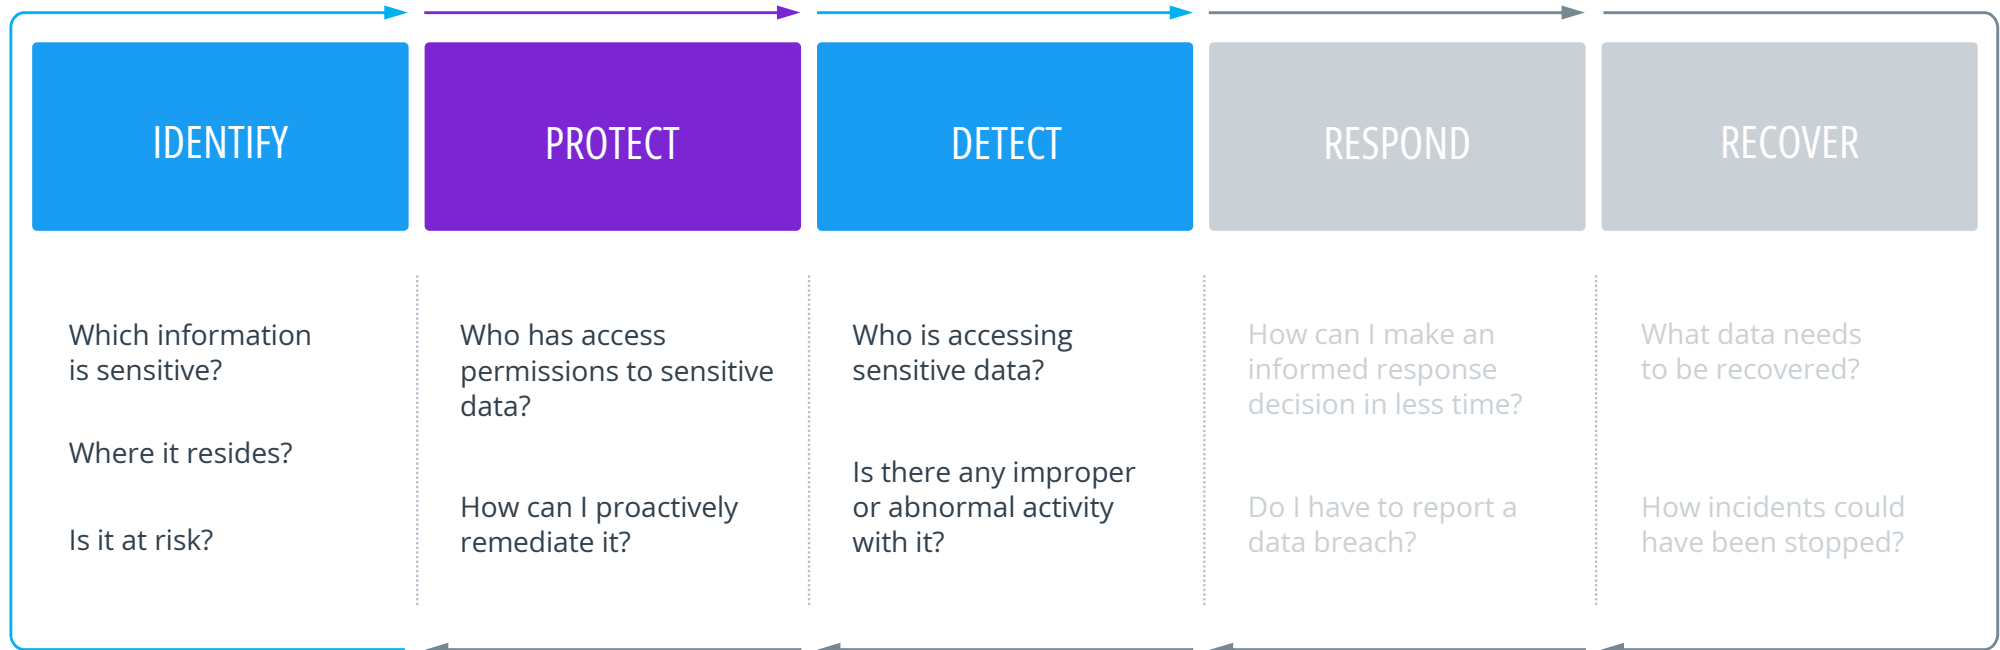 IDENTIFY
PROTECT
DETECT
RESPOND
RECOVER
Which information
is sensitive?
Where it resides?
Is it at risk?
Who has access
permissions to sensitive
data?
How can I proactively
remediate it?
Who is accessing
sensitive data?
Is there any improper
or abnormal activity
with it?
How can I make an
informed response
decision in less time?
Do I have to report a
data breach?
What data needs
to be recovered?
How incidents could
have been stopped?